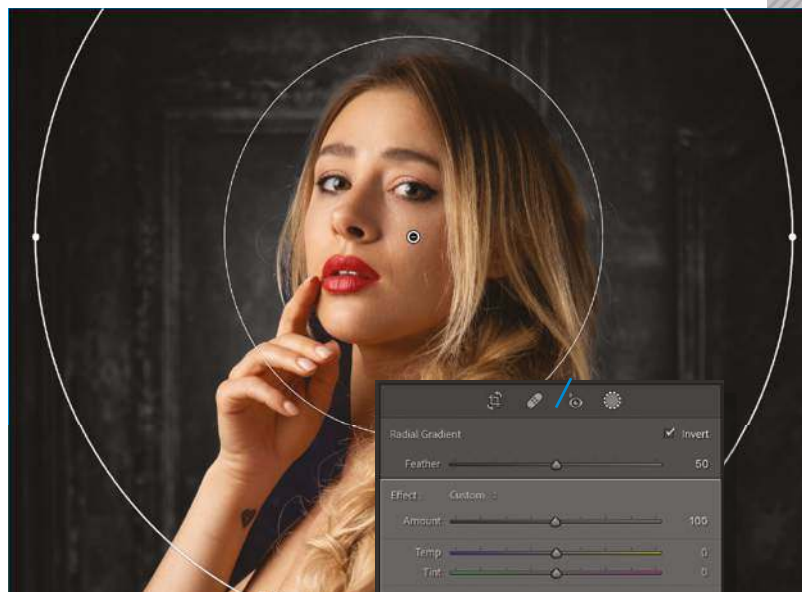 Radial Gradient ✓ Invert
Feather 50
Effect : Custom :
Amount 100
Temp 0
Tint 0